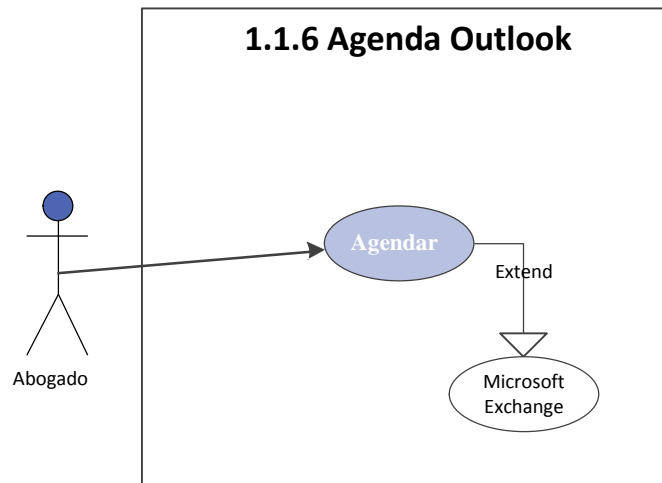 1.1.6 Agenda Outlook
Agendar
Extend
Abogado
Microsoft
Exchange